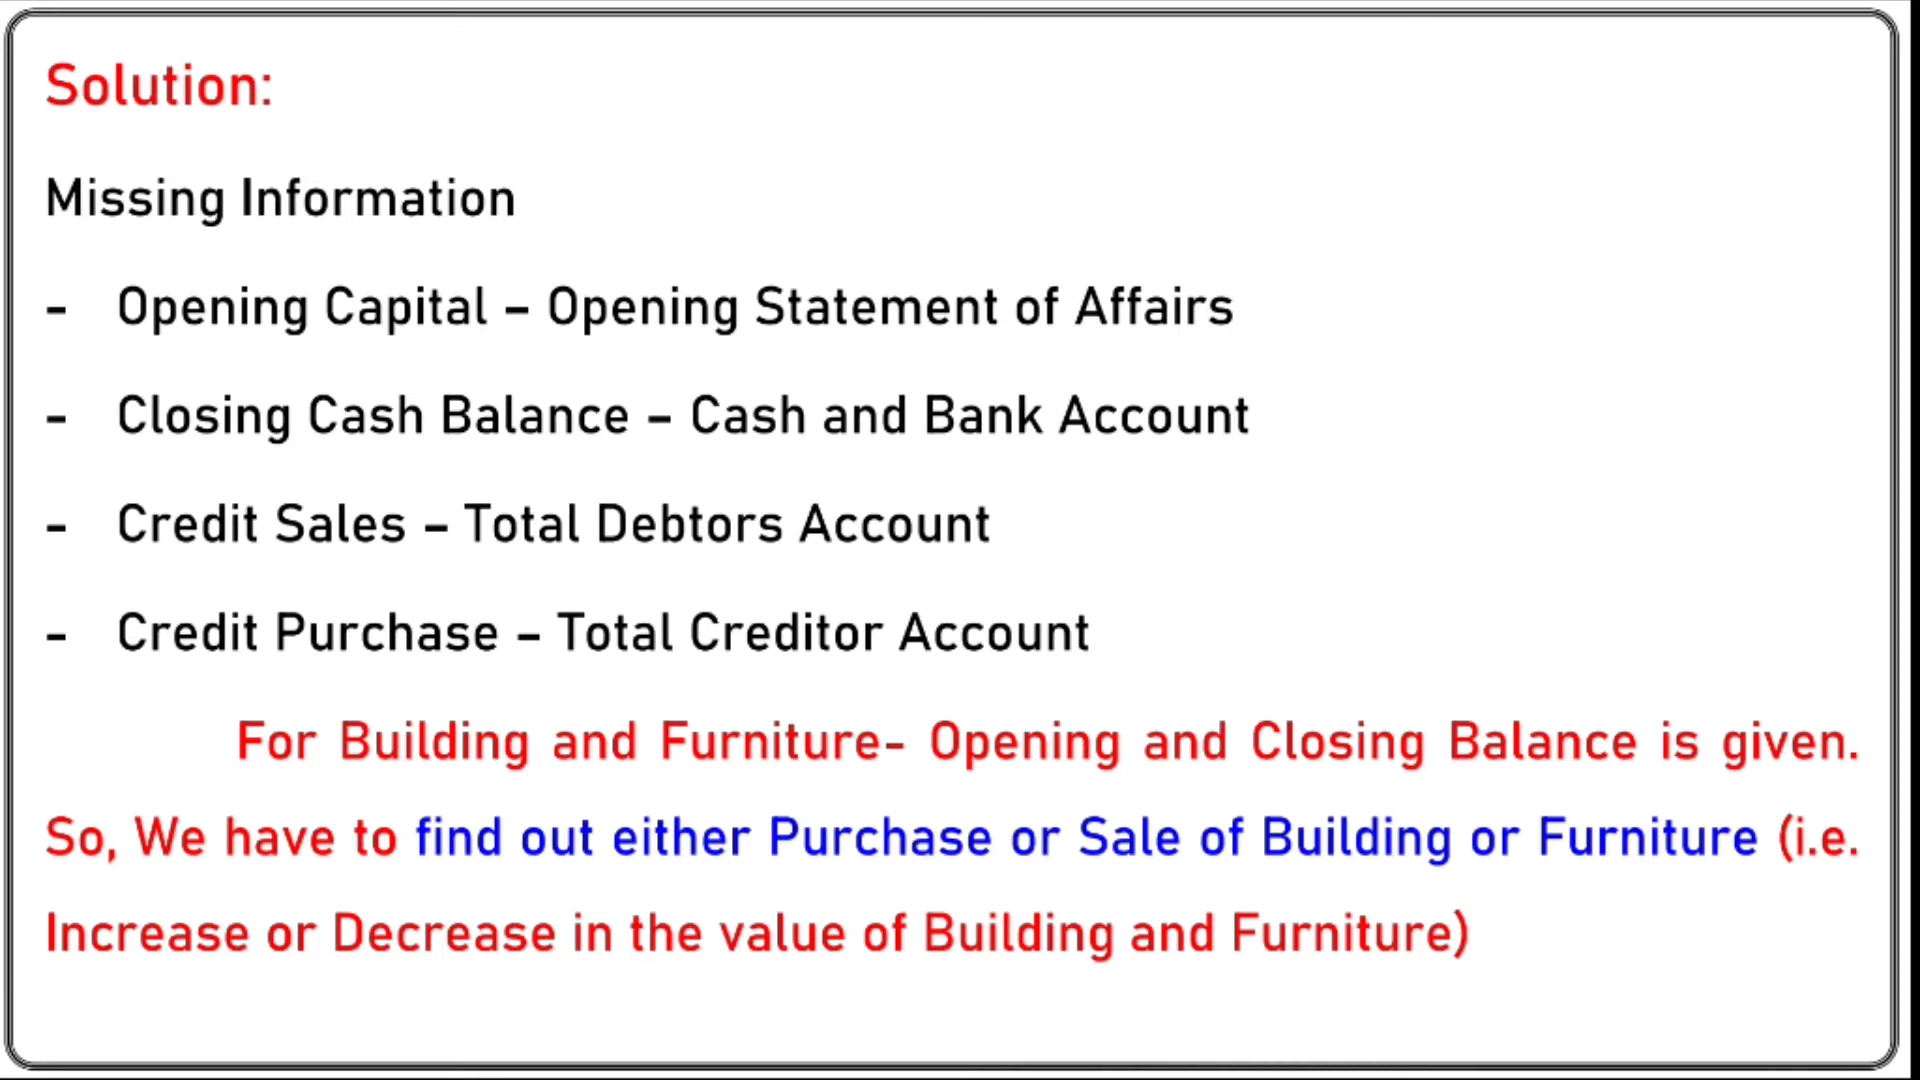 Solution:
Missing Information
- Opening Capital – Opening Statement of Affairs
- Closing Cash Balance – Cash and Bank Account
- Credit Sales – Total Debtors Account
- Credit Purchase – Total Creditor Account
For Building and Furniture- Opening and Closing Balance is given.
So, We have to find out either Purchase or Sale of Building or Furniture (i.e.
Increase or Decrease in the value of Building and Furniture)